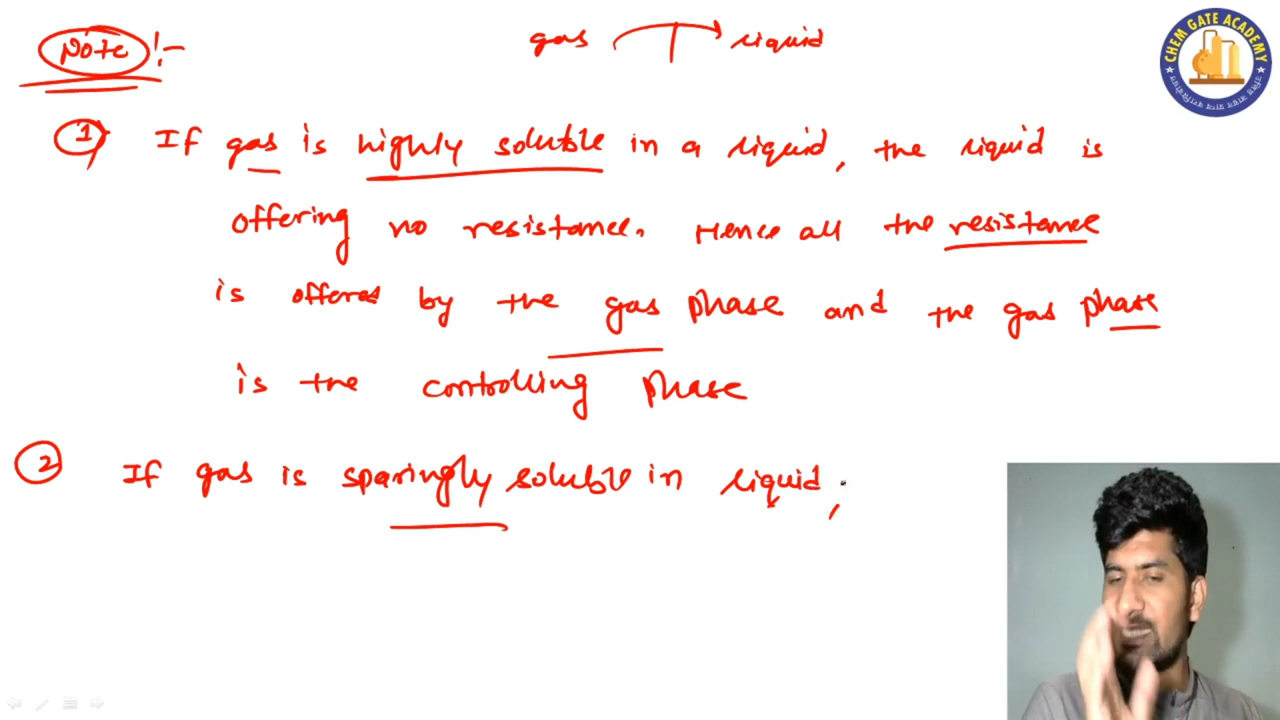 Note :-
gas liquid
CHEM GATE ACADEMY
1 If gas is highly soluble in a liquid, the liquid is
offering no resistance. Hence all the resistance
is offered by the gas phase and the gas phase
is the controlling phase
2 If gas is sparingly soluble in liquid,